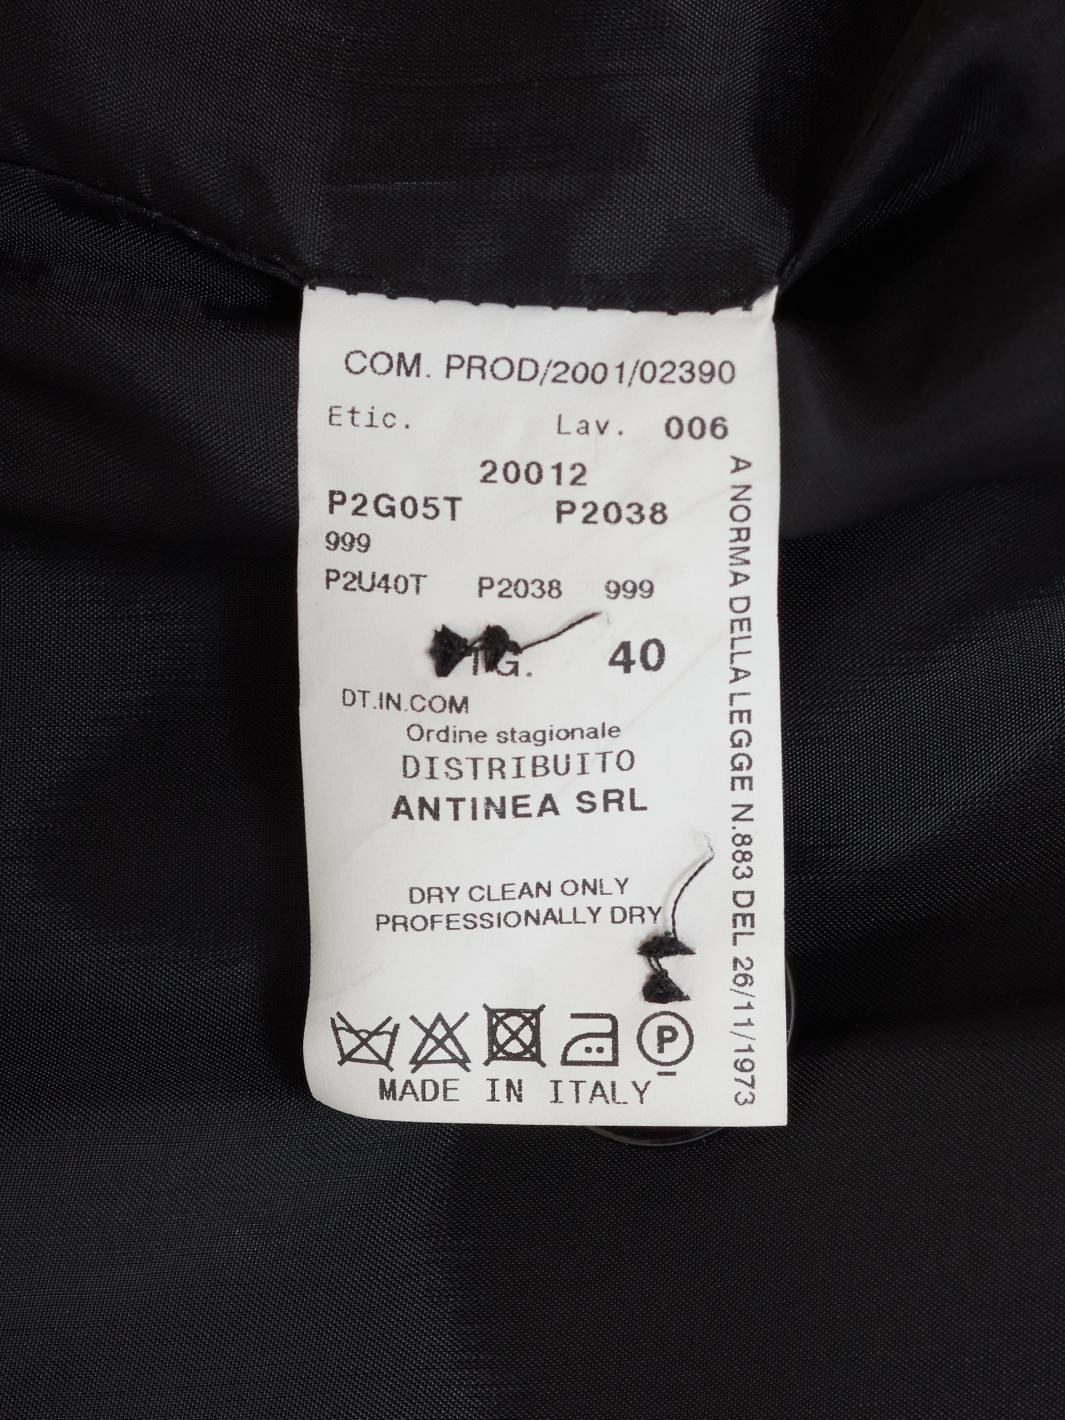 COM. PROD/2001/02390
Etic. Lav. 006
20012
P2G05T P2038
999
P2U40T P2038 999
TG. 40
DT.IN.COM
Ordine stagionale
DISTRIBUITO
ANTINEA SRL
DRY CLEAN ONLY
PROFESSIONALLY DRY
P
MADE IN ITALY
A NORMA DELLA LEGGE N.883 DEL 26/11/1973